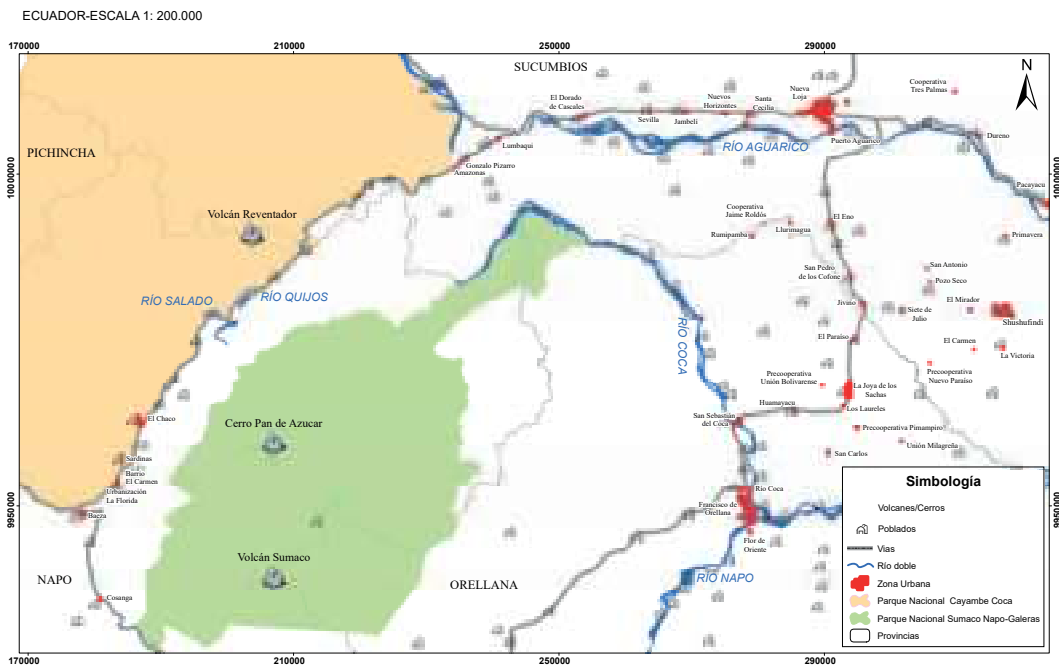 ECUADOR-ESCALA 1: 200.000
170000
210000
250000
290000
SUCUMBIOS
N
Cooperativa
Tres Palmas
Nueva
Loja
El Dorado
de Cascales
Nuevos
Horizontes
Santa
Cecilia
Sevilla
Jambelí
Puerto Aguarico
Dureno
RÍO AGUARICO
Lumbaqui
PICHINCHA
Gonzalo Pizarro
Amazonas
10000000
10000000
Pacayacu
Volcán Reventador
Cooperativa
Jaime Roldós
Rumipamba
Llurimagua
El Eno
Primavera
San Pedro
de los Cofone
San Antonio
Pozo Seco
RÍO SALADO
RÍO QUIJOS
Jivino
Siete de
Julio
El Mirador
Shushufindi
RÍO COCA
El Paraiso
El Carmen
La Victoria
Precooperativa
Nuevo Paraiso
Precooperativa
Unión Bolivarense
La Joya de los
Sachas
Huamayacu
Los Laureles
El Chaco
Cerro Pan de Azucar
San Sebastián
del Coca
Precooperativa Pimampiro
Unión Milagreña
San Carlos
Sardinas
Barrio
El Carmen
Urbanización
La Florida
9950000
9950000
Baeza
Río Coca
Francisco de
Orellana
Flor de
Oriente
Volcán Sumaco
NAPO
ORELLANA
RÍO NAPO
Cosanga
Simbología
Volcanes/Cerros
Poblados
Vias
Río doble
Zona Urbana
Parque Nacional Cayambe Coca
Parque Nacional Sumaco Napo-Galeras
Provincias
170000
210000
250000
290000